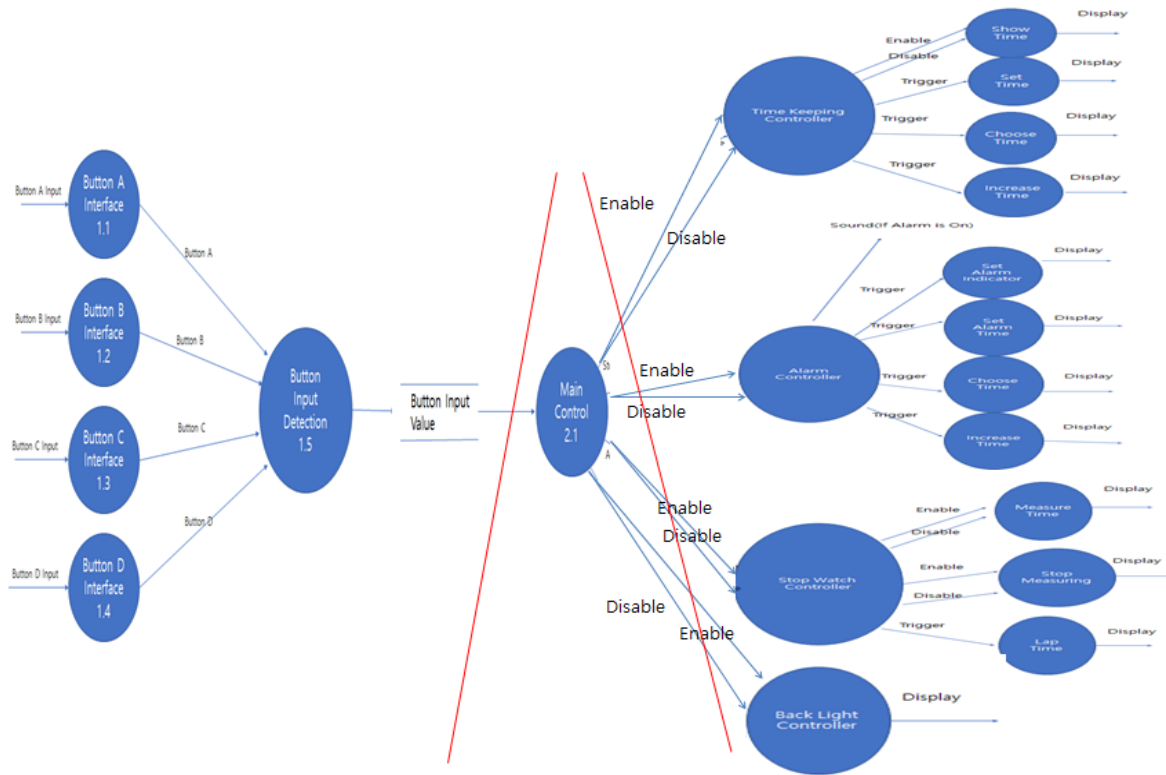 Button A Input
Button A
Interface
1.1
Button A
Button B Input
Button B
Interface
1.2
Button B
Button C Input
Button C
Interface
1.3
Button C
Button D Input
Button D
Interface
1.4
Button D
Button
Input
Detection
1.5
Button Input
Value
Main
Control
2.1
Sh
A
Enable
Disable
Enable
Disable
Enable
Disable
Disable
Enable
Time Keeping
Controller
Enable
Disable
Trigger
Trigger
Trigger
Show
Time
Display
Set
Time
Display
Choose
Time
Display
Increase
Time
Display
Sound(If Alarm is On)
Alarm
Controller
Trigger
Trigger
Trigger
Trigger
Set
Alarm
Indicator
Display
Set
Alarm
Time
Display
Choose
Time
Display
Increase
Time
Display
Stop Watch
Controller
Enable
Disable
Enable
Disable
Trigger
Measure
Time
Display
Stop
Measuring
Display
Lap
Time
Display
Back Light
Controller
Display